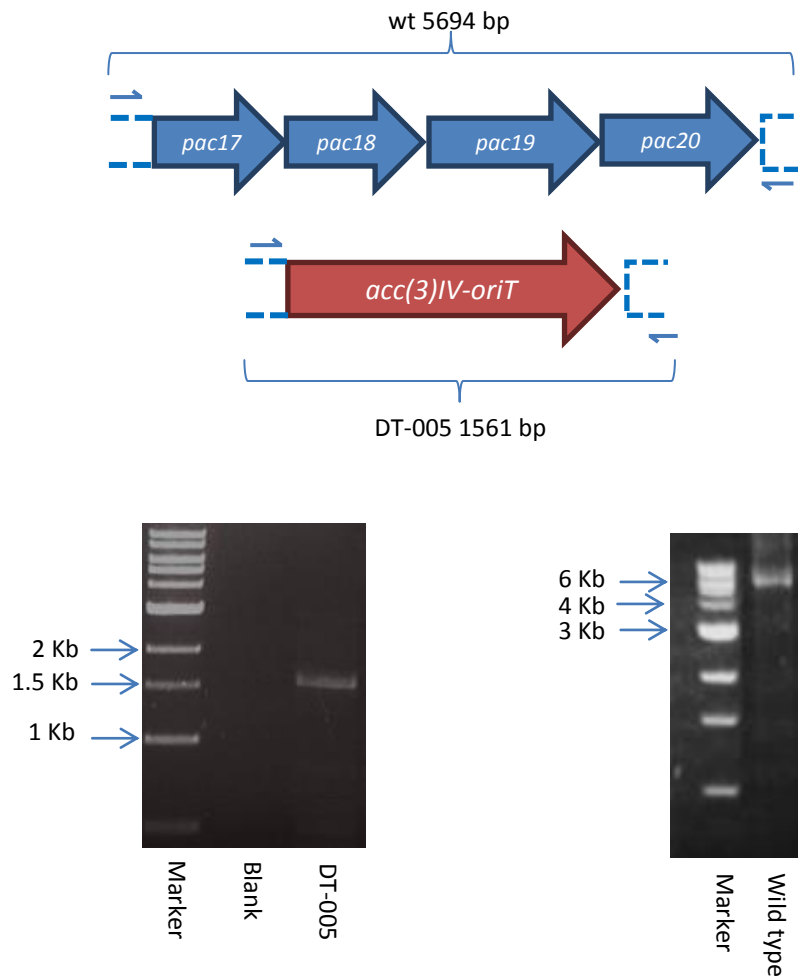 wt 5694 bp
pac17 pac18 pac19 pac20
acc(3)IV-oriT
DT-005 1561 bp
2 Kb
1.5 Kb
1 Kb
Marker
Blank
DT-005
6 Kb
4 Kb
3 Kb
Marker
Wild type